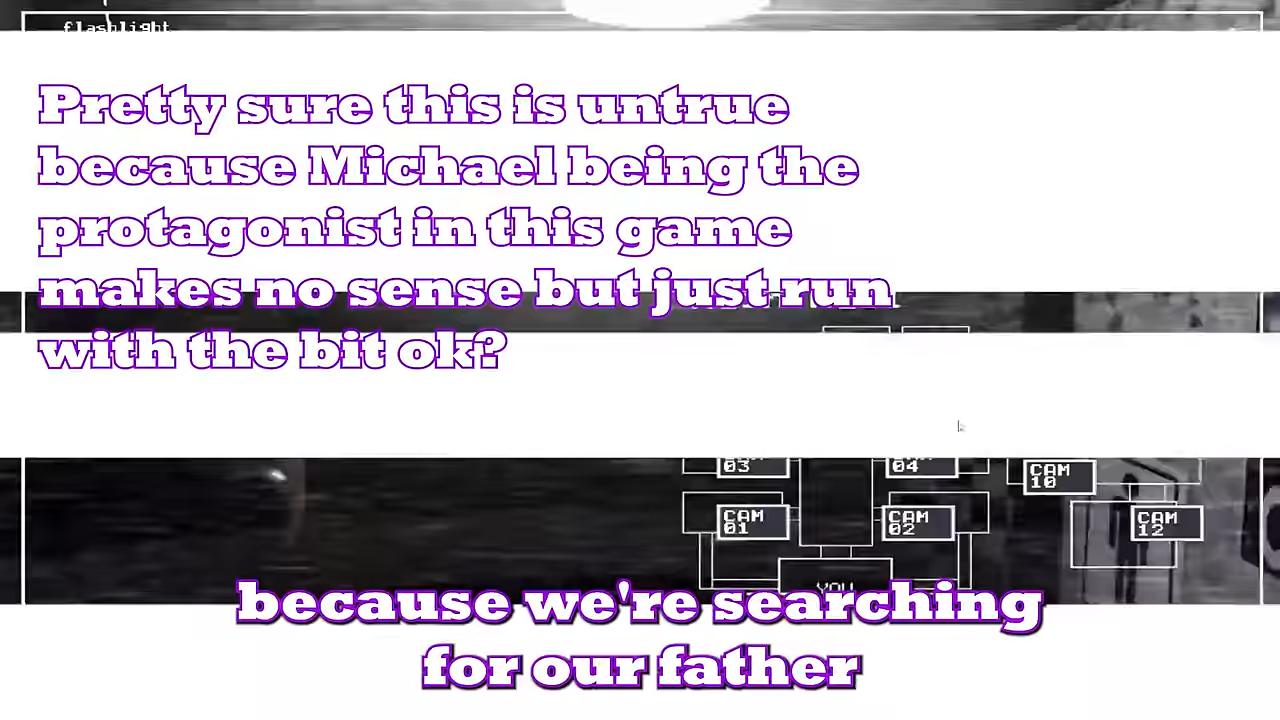 flashlight
Pretty sure this is untrue
because Michael being the
protagonist in this game
makes no sense but just run
with the bit ok?
03
04
CAM
10
CAM
01
CAM
02
CAM
12
YOU
because we're searching
for our father